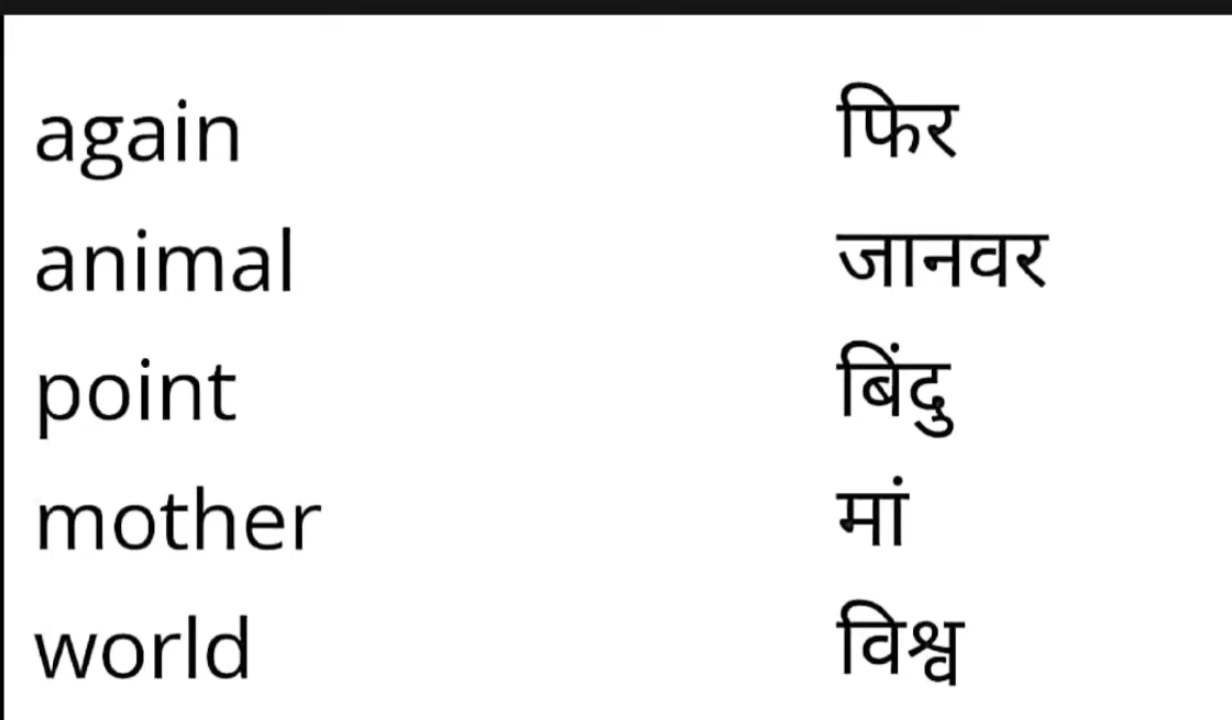 again फिर
animal जानवर
point बिंदु
mother मां
world विश्व